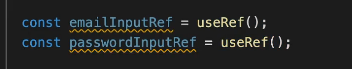 const emailInputRef = useRef();
const passwordInputRef = useRef();